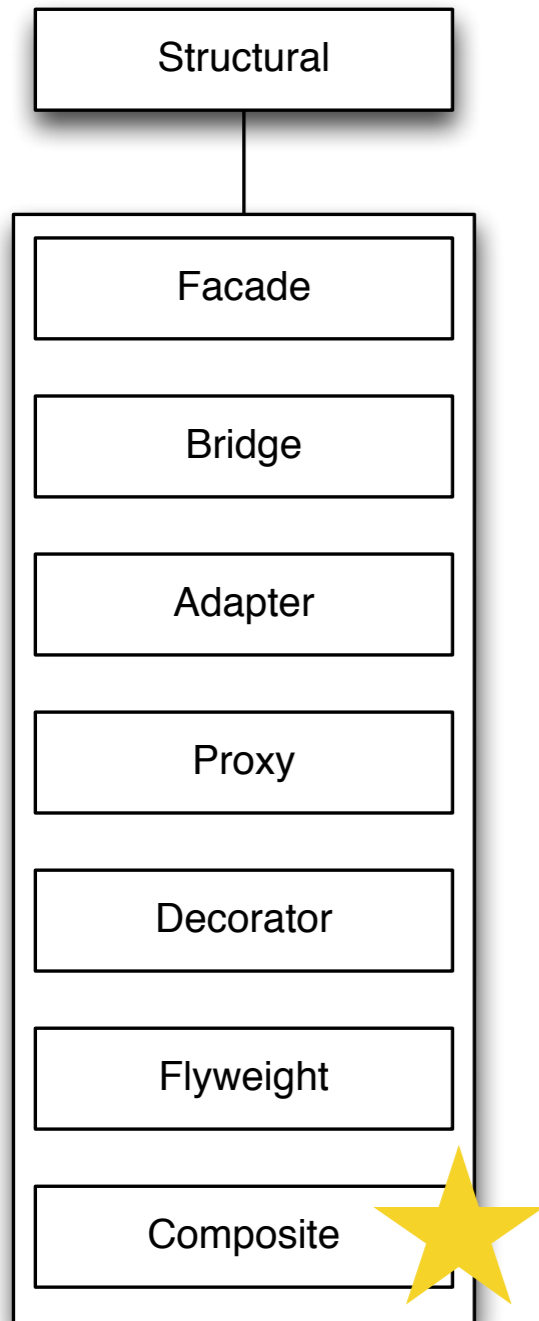 Structural
Facade
Bridge
Adapter
Proxy
Decorator
Flyweight
Composite